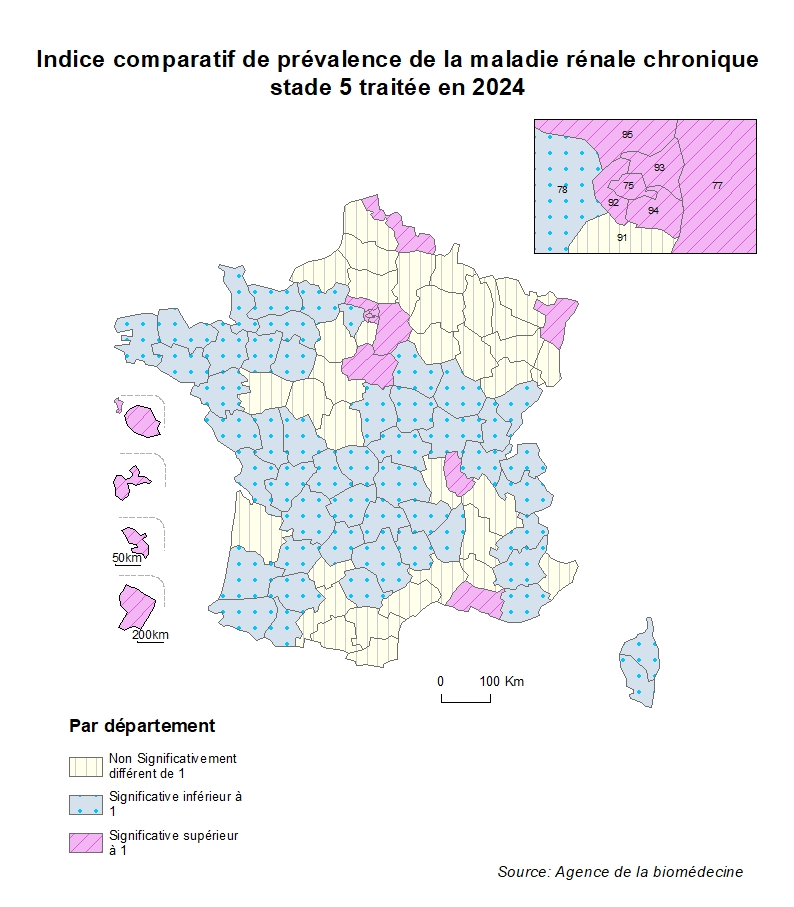 Indice comparatif de prévalence de la maladie rénale chronique
stade 5 traitée en 2024
95
93
78
75
77
92
94
91
50km
200km
0 100 Km
Par département
Non Significativement
différent de 1
Significative inférieur à
1
Significative supérieur
à 1
Source: Agence de la biomédecine